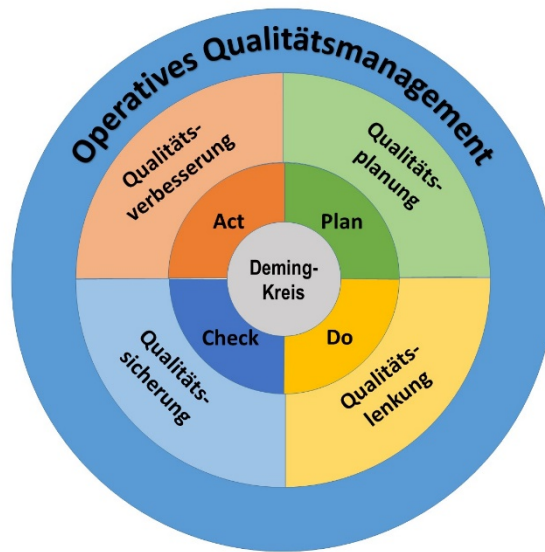 Operatives Qualitätsmanagement
Qualitäts-
verbesserung
Qualitäts-
planung
Act
Plan
Deming-
Kreis
Check
Do
Qualitäts-
sicherung
Qualitäts-
lenkung